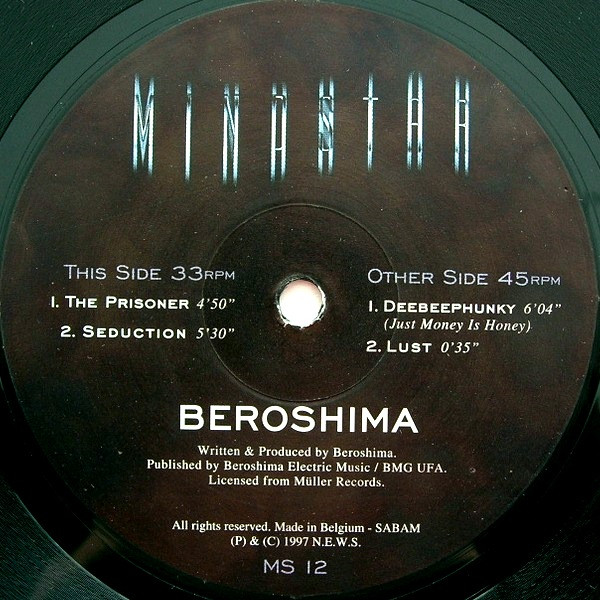 MINDSTAR
THIS SIDE 33RPM
1. THE PRISONER 4'50"
2. SEDUCTION 5'30"
OTHER SIDE 45RPM
1. DEEBEEPHUNKY 6'04"
(Just Money Is Honey)
2. LUST 0'35"
BEROSHIMA
Written & Produced by Beroshima.
Published by Beroshima Electric Music / BMG UFA.
Licensed from Müller Records.
All rights reserved. Made in Belgium - SABAM
(P) & (C) 1997 N.E.W.S.
MS 12